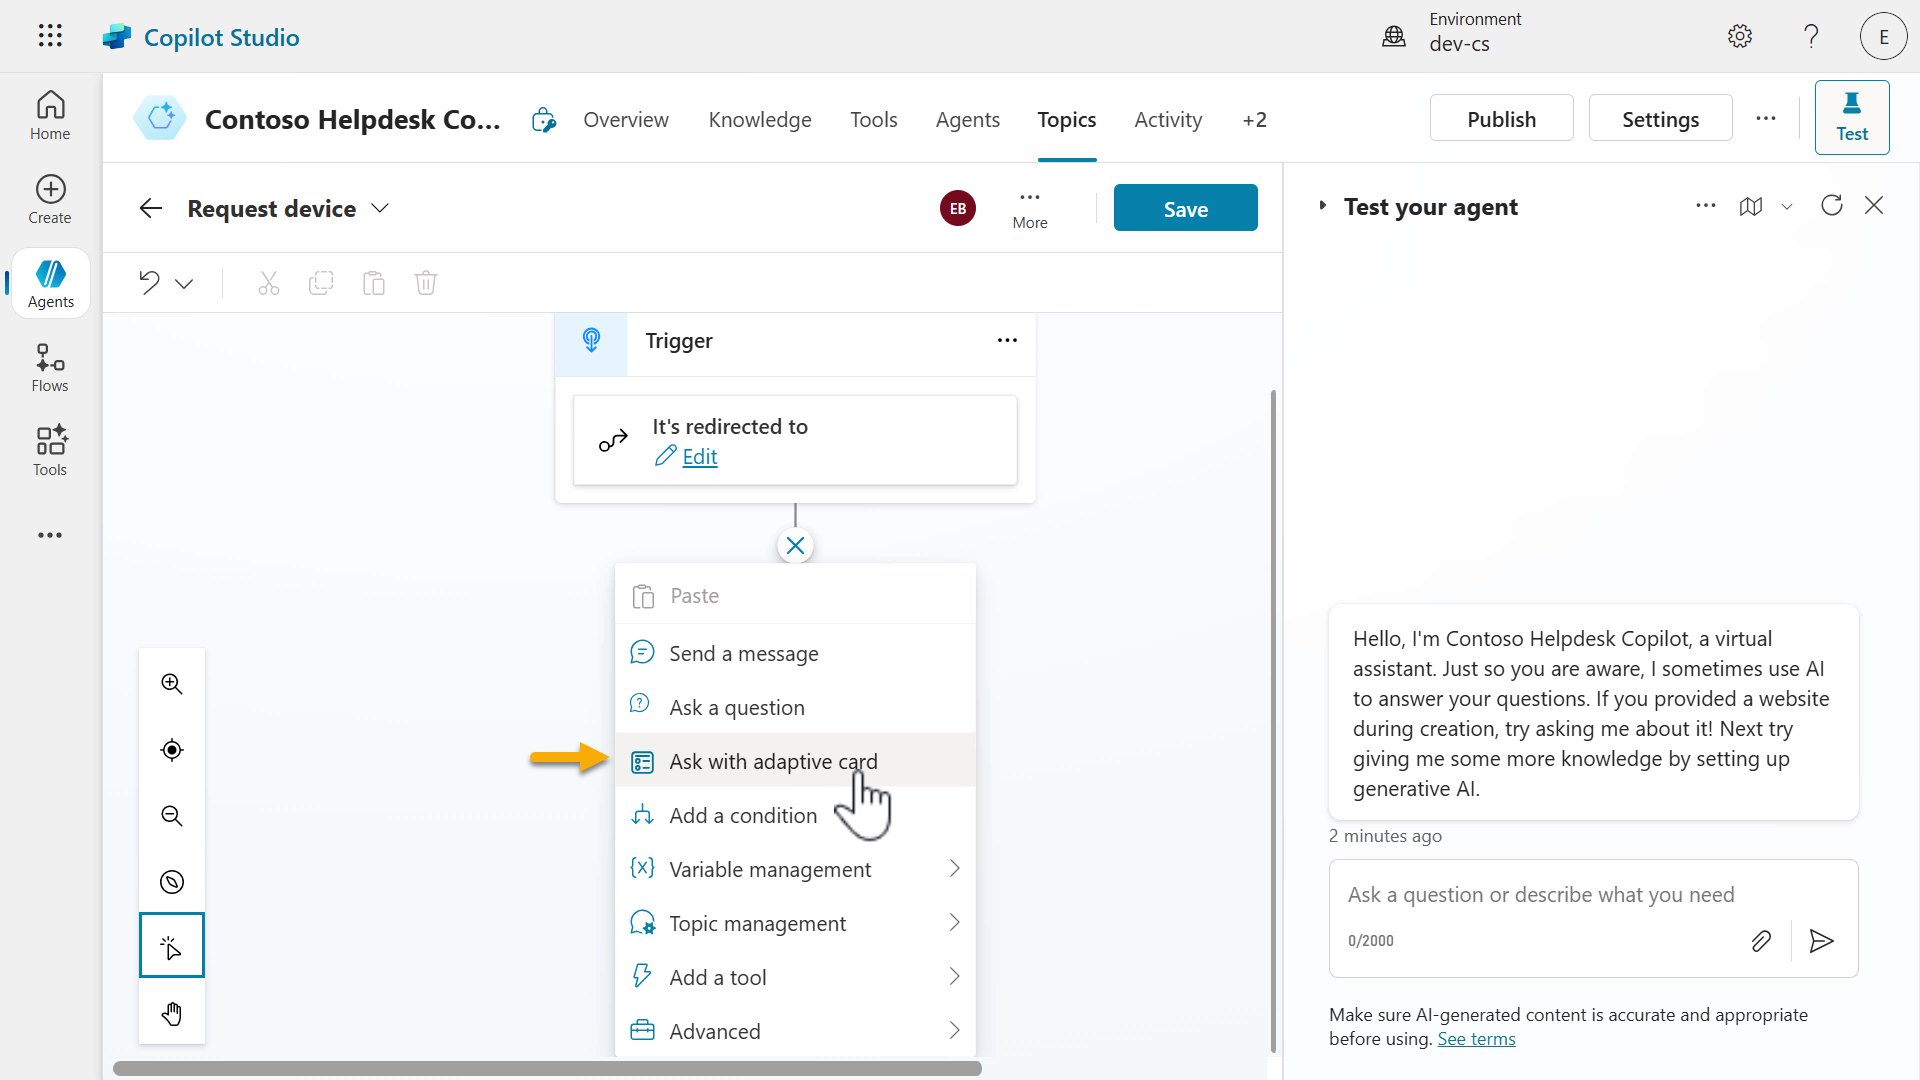 Copilot Studio
Environment
dev-cs
?
E
Home
Create
Agents
Flows
Tools
Contoso Helpdesk Co...
Overview
Knowledge
Tools
Agents
Topics
Activity
+2
Publish
Settings
Test
Request device
EB
More
Save
Trigger
It's redirected to
Edit
Paste
Send a message
Ask a question
Ask with adaptive card
Add a condition
Variable management
Topic management
Add a tool
Advanced
Test your agent
Hello, I'm Contoso Helpdesk Copilot, a virtual
assistant. Just so you are aware, I sometimes use AI
to answer your questions. If you provided a website
during creation, try asking me about it! Next try
giving me some more knowledge by setting up
generative AI.
2 minutes ago
Ask a question or describe what you need
0/2000
Make sure AI-generated content is accurate and appropriate
before using. See terms